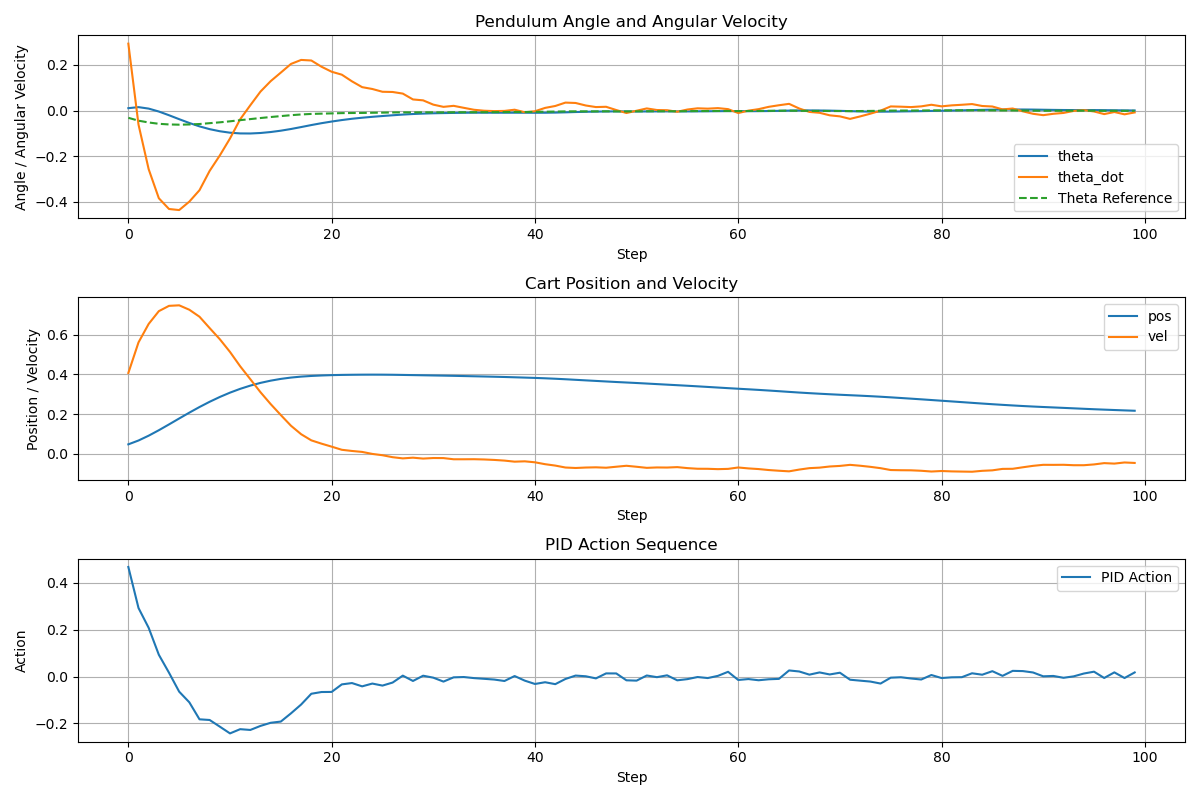 Pendulum Angle and Angular Velocity
Angle / Angular Velocity
0.2
0.0
−0.2
−0.4
theta
theta_dot
Theta Reference
0 20 40 60 80 100
Step
Cart Position and Velocity
Position / Velocity
0.6
0.4
0.2
0.0
pos
vel
0 20 40 60 80 100
Step
PID Action Sequence
Action
0.4
0.2
0.0
−0.2
PID Action
0 20 40 60 80 100
Step